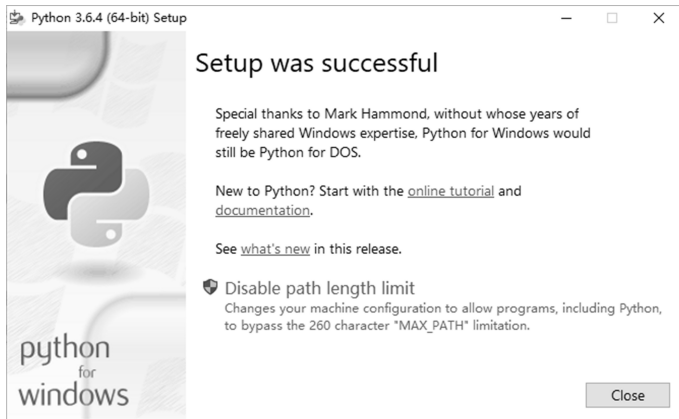 Python 3.6.4 (64-bit) Setup
Setup was successful
Special thanks to Mark Hammond, without whose years of
freely shared Windows expertise, Python for Windows would
still be Python for DOS.
New to Python? Start with the online tutorial and
documentation.
See what's new in this release.
Disable path length limit
Changes your machine configuration to allow programs, including Python,
to bypass the 260 character "MAX_PATH" limitation.
python
for
windows
Close